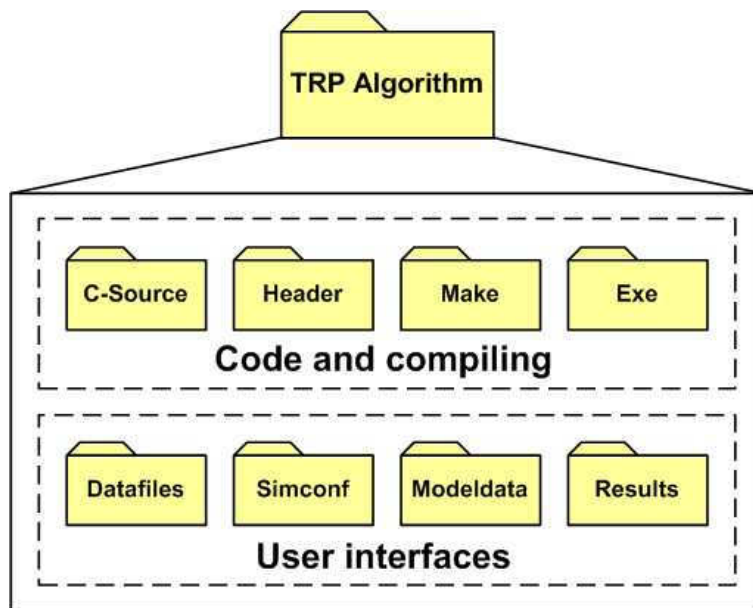 TRP Algorithm
C-Source
Header
Make
Exe
Code and compiling
Datafiles
Simconf
Modeldata
Results
User interfaces